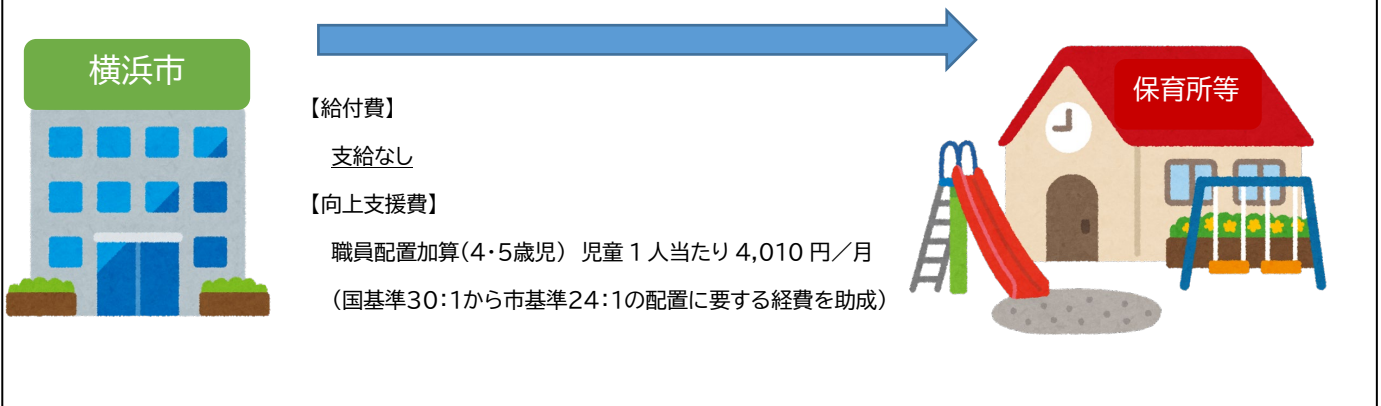 横浜市
保育所等
【給付費】
支給なし
【向上支援費】
職員配置加算(4・5歳児) 児童1人当たり 4,010 円/月
(国基準30:1から市基準24:1の配置に要する経費を助成)